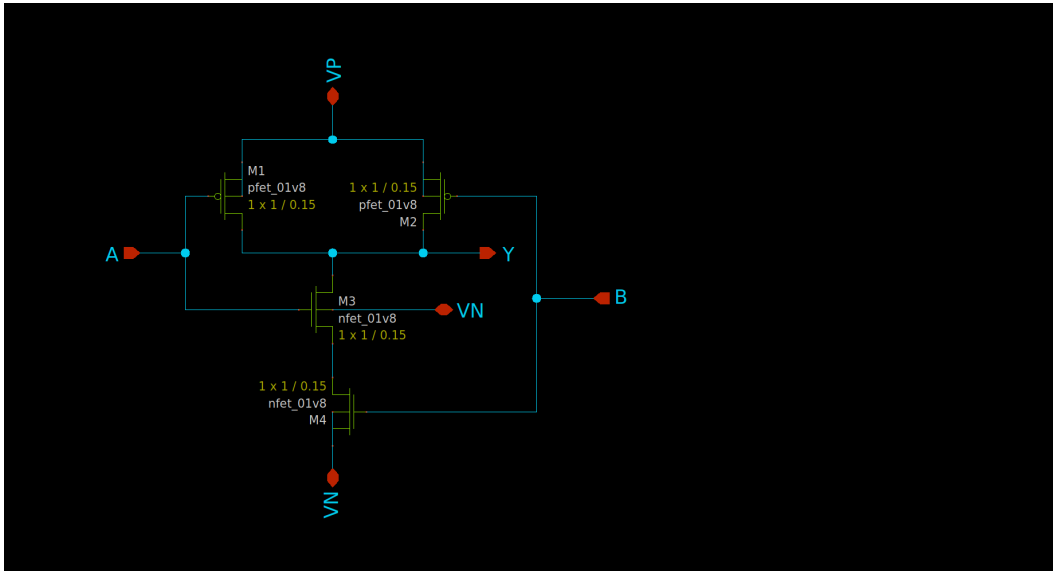 VP
M1
pfet_01v8
1 x 1 / 0.15
1 x 1 / 0.15
pfet_01v8
M2
A
Y
M3
nfet_01v8
1 x 1 / 0.15
VN
B
1 x 1 / 0.15
nfet_01v8
M4
VN